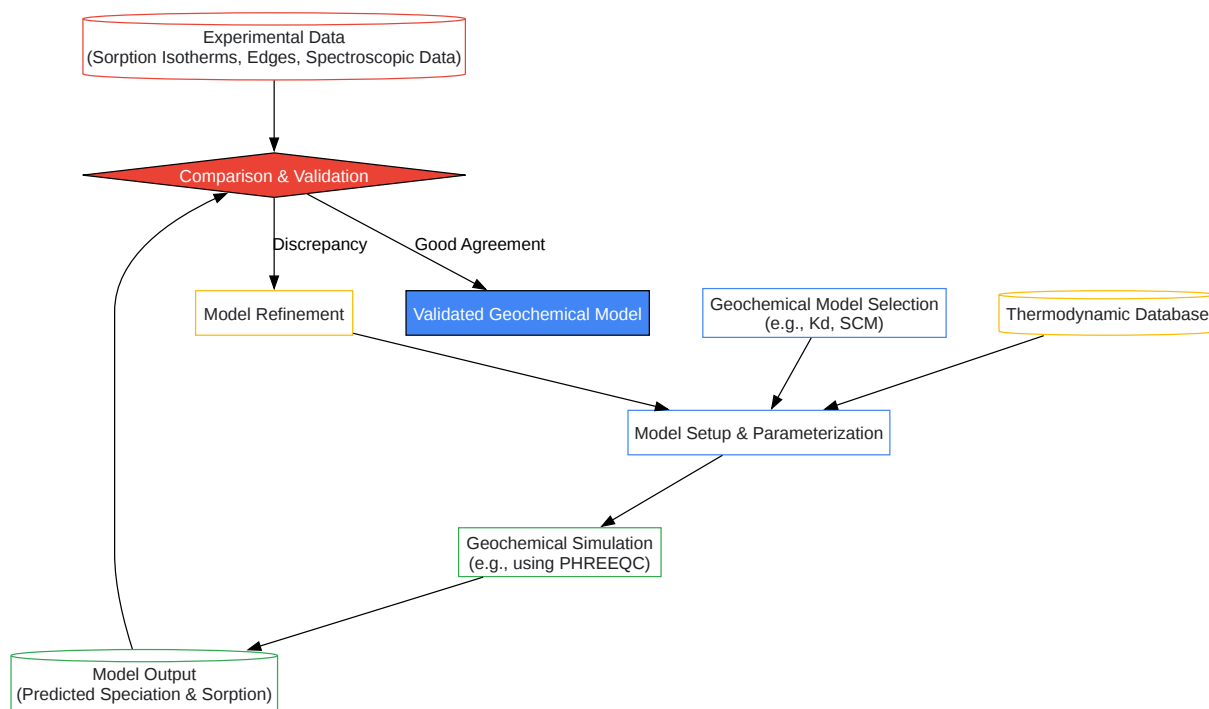 Experimental Data
(Sorption Isotherms, Edges, Spectroscopic Data)
Comparison & Validation
Discrepancy
Good Agreement
Model Refinement
Validated Geochemical Model
Geochemical Model Selection
(e.g., Kd, SCM)
Thermodynamic Database
Model Setup & Parameterization
Geochemical Simulation
(e.g., using PHREEQC)
Model Output
(Predicted Speciation & Sorption)